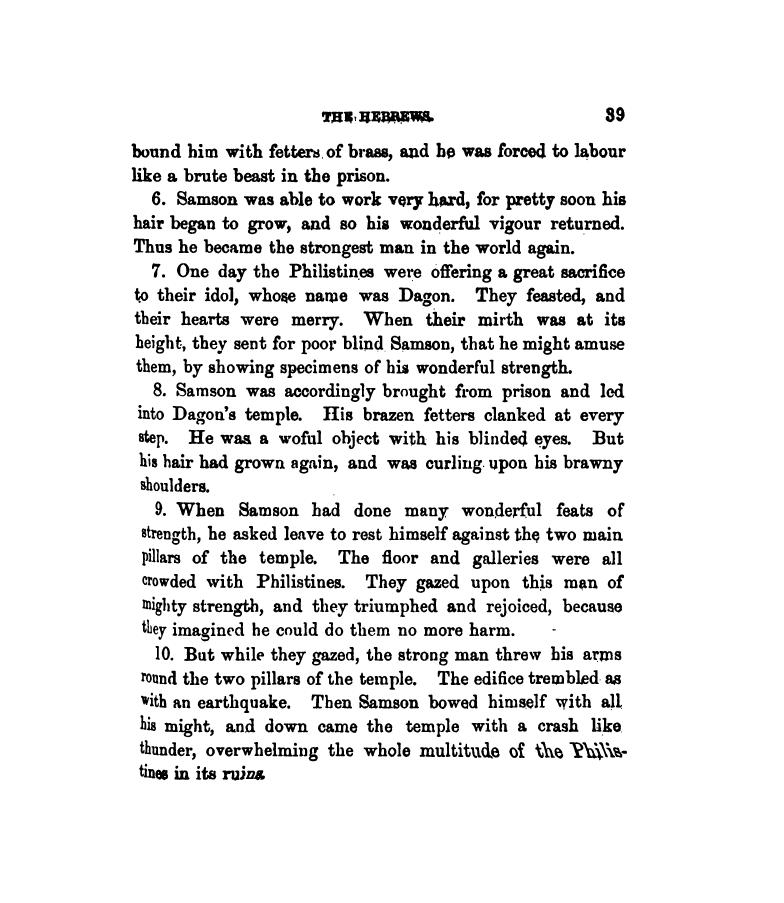 THE HEBREWS. 39
bound him with fetters of brass, and he was forced to labour
like a brute beast in the prison.
6. Samson was able to work very hard, for pretty soon his
hair began to grow, and so his wonderful vigour returned.
Thus he became the strongest man in the world again.
7. One day the Philistines were offering a great sacrifice
to their idol, whose name was Dagon. They feasted, and
their hearts were merry. When their mirth was at its
height, they sent for poor blind Samson, that he might amuse
them, by showing specimens of his wonderful strength.
8. Samson was accordingly brought from prison and led
into Dagon's temple. His brazen fetters clanked at every
step. He was a woful object with his blinded eyes. But
his hair had grown again, and was curling upon his brawny
shoulders.
9. When Samson had done many wonderful feats of
strength, he asked leave to rest himself against the two main
pillars of the temple. The floor and galleries were all
crowded with Philistines. They gazed upon this man of
mighty strength, and they triumphed and rejoiced, because
they imagined he could do them no more harm.
10. But while they gazed, the strong man threw his arms
round the two pillars of the temple. The edifice trembled as
with an earthquake. Then Samson bowed himself with all
his might, and down came the temple with a crash like
thunder, overwhelming the whole multitude of the Philis-
tines in its ruins.